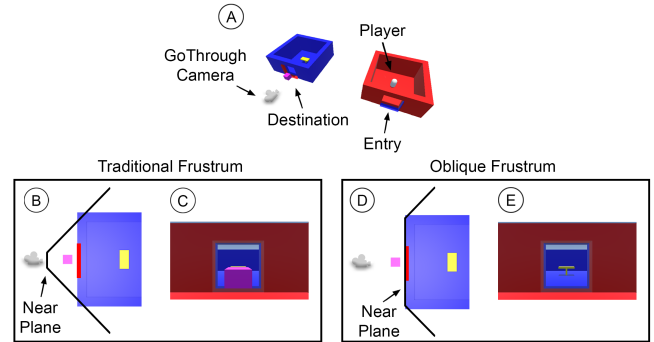 A
Player
GoThrough
Camera
Destination
Entry
Traditional Frustrum
Oblique Frustrum
B
C
D
E
Near
Plane
Near
Plane